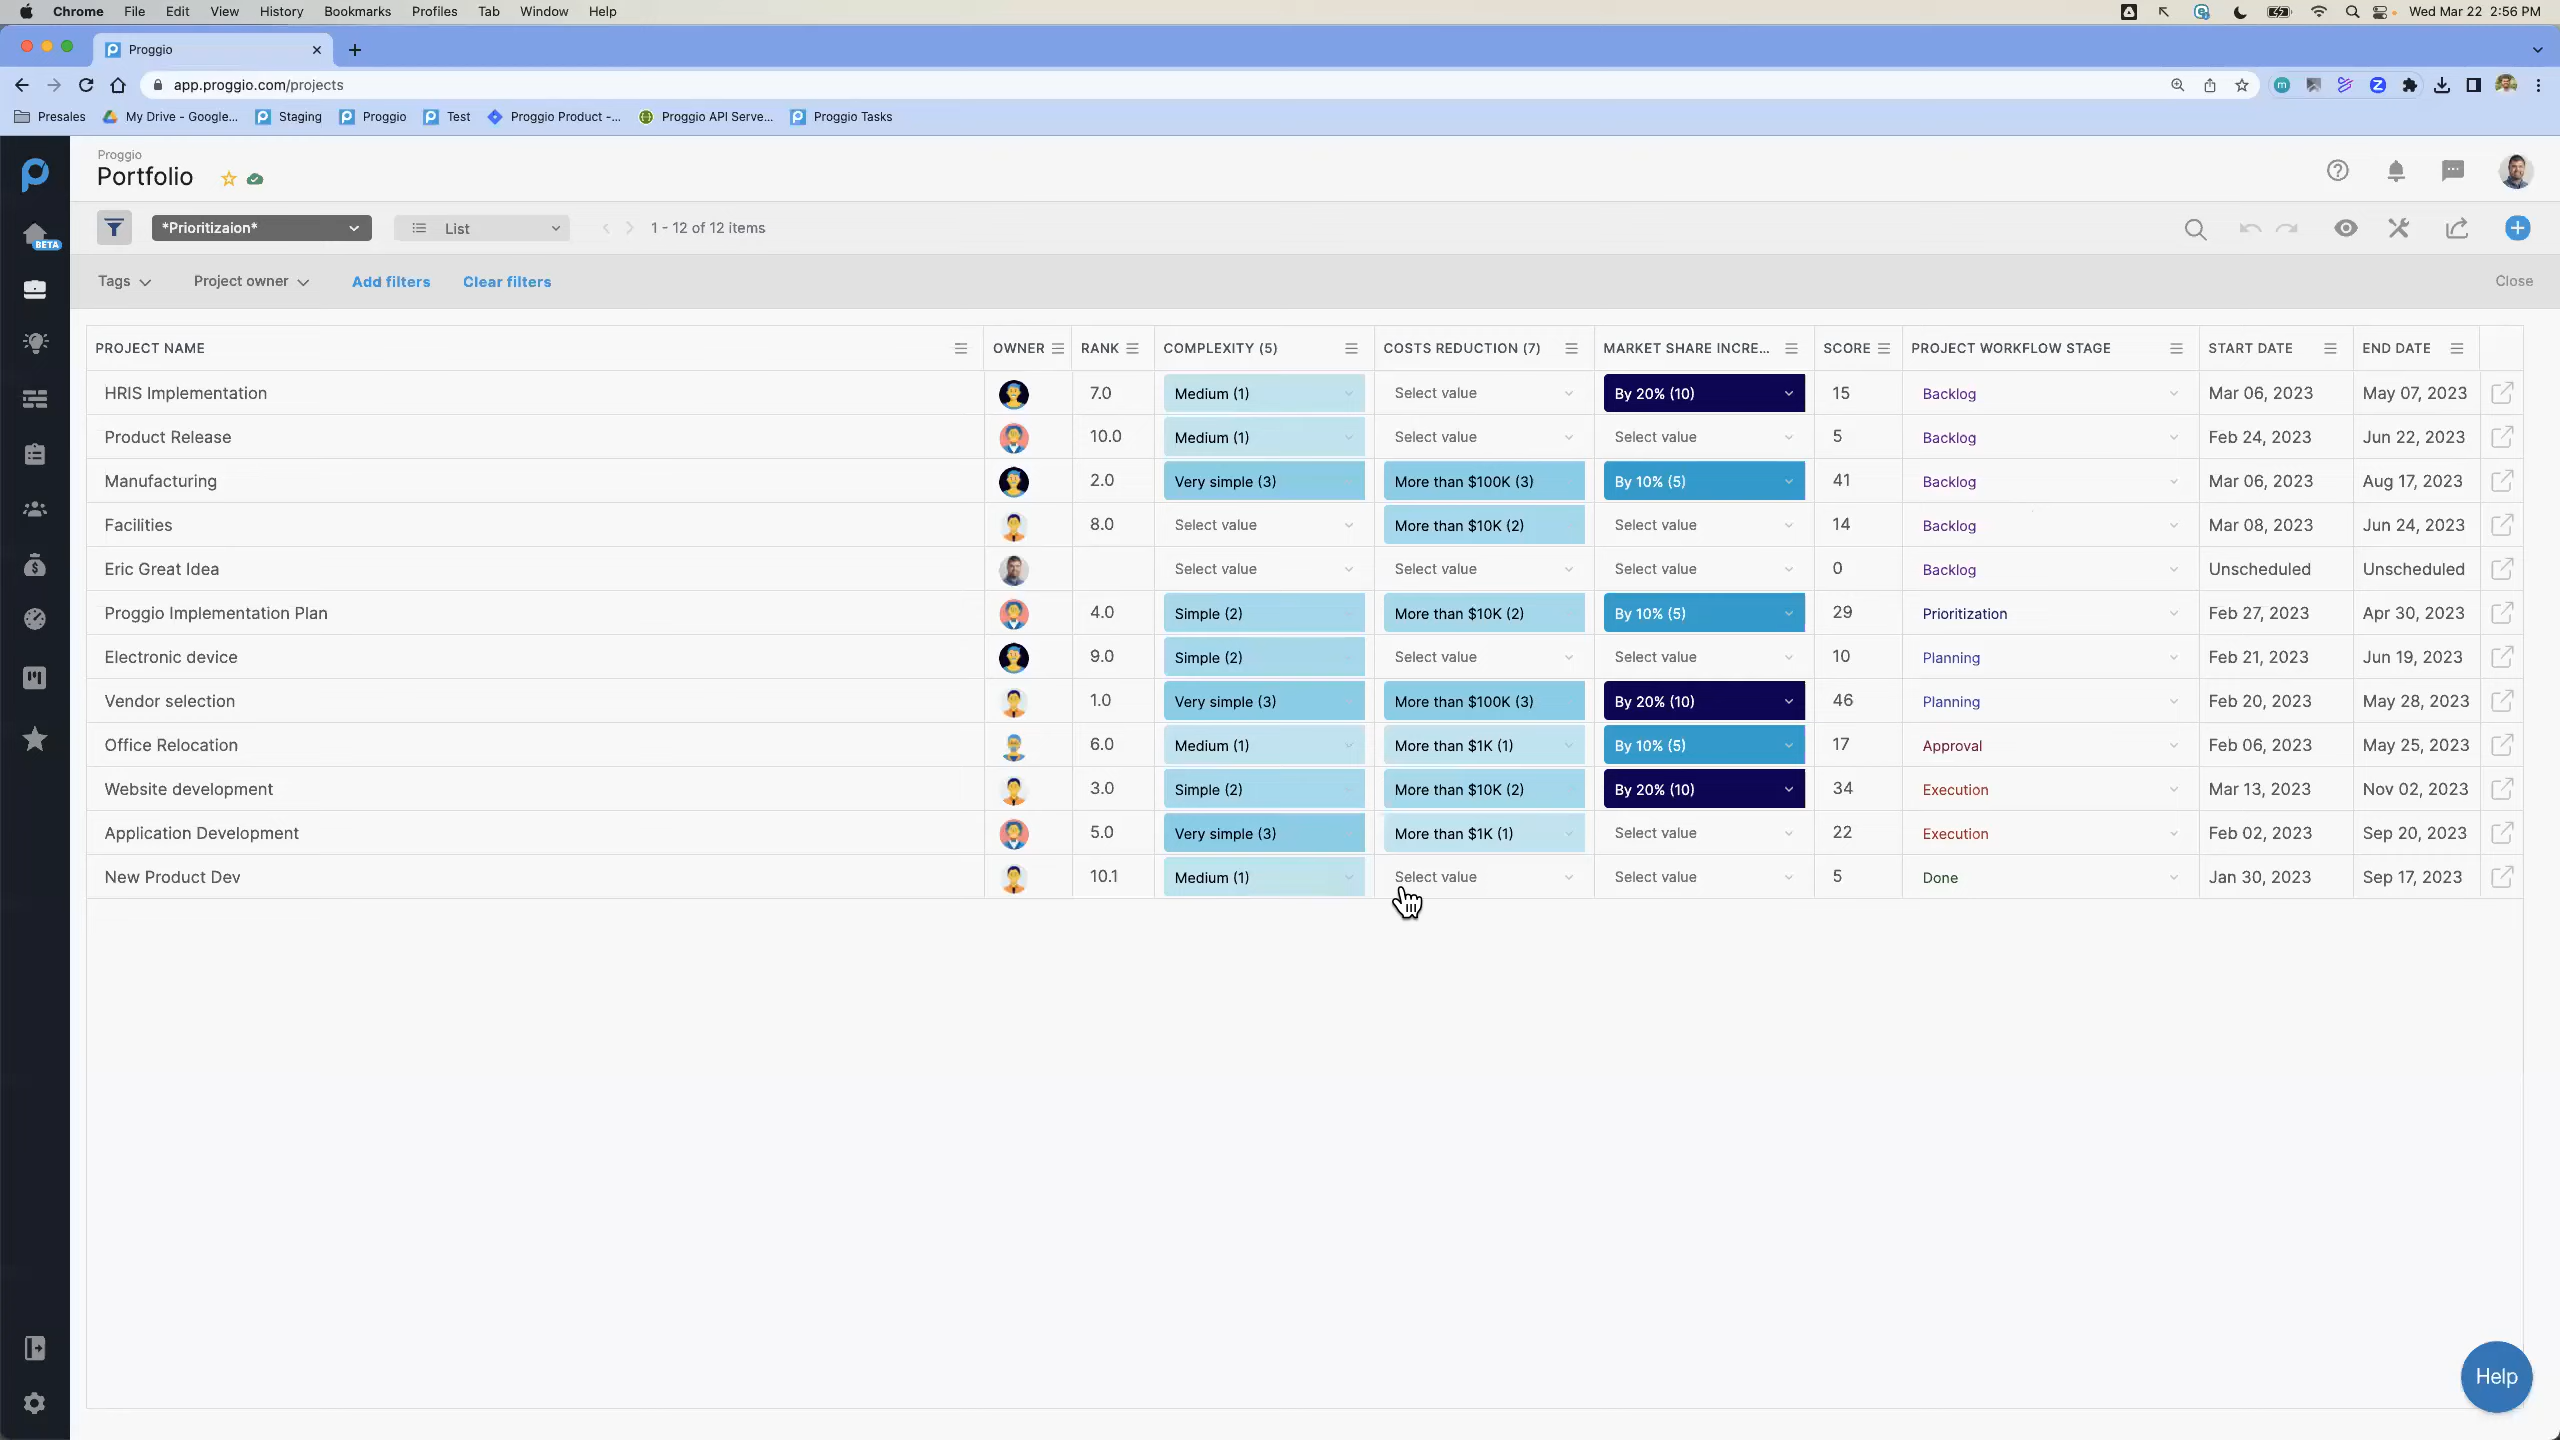 Chrome File Edit View History Bookmarks Profiles Tab Window Help Wed Mar 22 2:56 PM
Proggio
app.proggio.com/projects
Presales My Drive - Google... Staging Proggio Test Proggio Product -... Proggio API Serve... Proggio Tasks
Proggio
Portfolio
BETA
*Prioritizaion* List 1 - 12 of 12 items
Tags Project owner Add filters Clear filters Close
PROJECT NAME OWNER RANK COMPLEXITY (5) COSTS REDUCTION (7) MARKET SHARE INCRE... SCORE PROJECT WORKFLOW STAGE START DATE END DATE
HRIS Implementation 7.0 Medium (1) Select value By 20% (10) 15 Backlog Mar 06, 2023 May 07, 2023
Product Release 10.0 Medium (1) Select value Select value 5 Backlog Feb 24, 2023 Jun 22, 2023
Manufacturing 2.0 Very simple (3) More than $100K (3) By 10% (5) 41 Backlog Mar 06, 2023 Aug 17, 2023
Facilities 8.0 Select value More than $10K (2) Select value 14 Backlog Mar 08, 2023 Jun 24, 2023
Eric Great Idea Select value Select value Select value 0 Backlog Unscheduled Unscheduled
Proggio Implementation Plan 4.0 Simple (2) More than $10K (2) By 10% (5) 29 Prioritization Feb 27, 2023 Apr 30, 2023
Electronic device 9.0 Simple (2) Select value Select value 10 Planning Feb 21, 2023 Jun 19, 2023
Vendor selection 1.0 Very simple (3) More than $100K (3) By 20% (10) 46 Planning Feb 20, 2023 May 28, 2023
Office Relocation 6.0 Medium (1) More than $1K (1) By 10% (5) 17 Approval Feb 06, 2023 May 25, 2023
Website development 3.0 Simple (2) More than $10K (2) By 20% (10) 34 Execution Mar 13, 2023 Nov 02, 2023
Application Development 5.0 Very simple (3) More than $1K (1) Select value 22 Execution Feb 02, 2023 Sep 20, 2023
New Product Dev 10.1 Medium (1) Select value Select value 5 Done Jan 30, 2023 Sep 17, 2023
Help